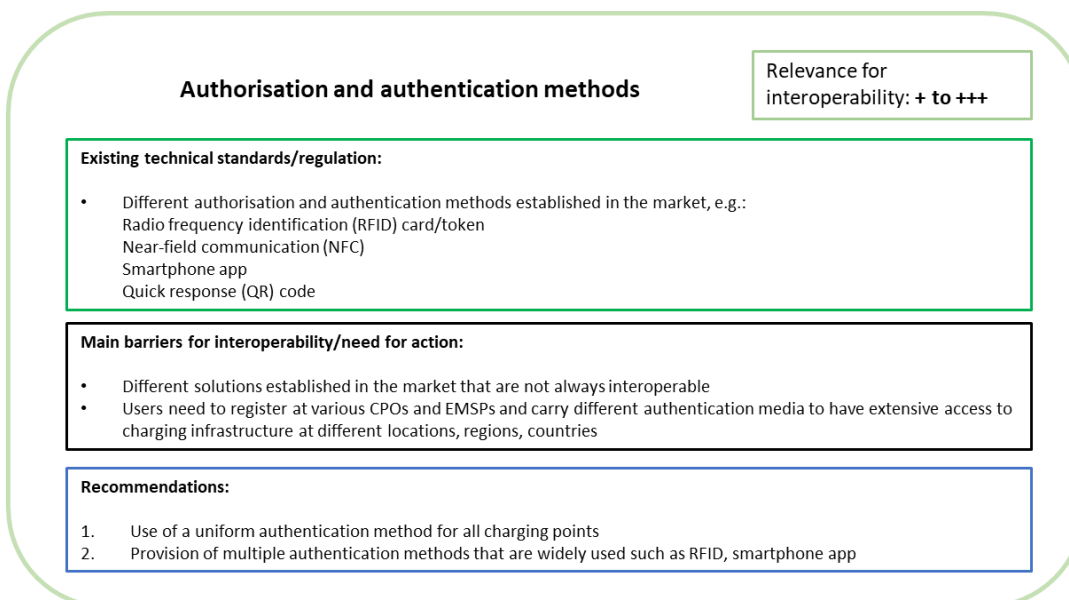 Authorisation and authentication methods
Relevance for
interoperability: + to +++
Existing technical standards/regulation:
• Different authorisation and authentication methods established in the market, e.g.:
Radio frequency identification (RFID) card/token
Near-field communication (NFC)
Smartphone app
Quick response (QR) code
Main barriers for interoperability/need for action:
• Different solutions established in the market that are not always interoperable
• Users need to register at various CPOs and EMSPs and carry different authentication media to have extensive access to
charging infrastructure at different locations, regions, countries
Recommendations:
1. Use of a uniform authentication method for all charging points
2. Provision of multiple authentication methods that are widely used such as RFID, smartphone app